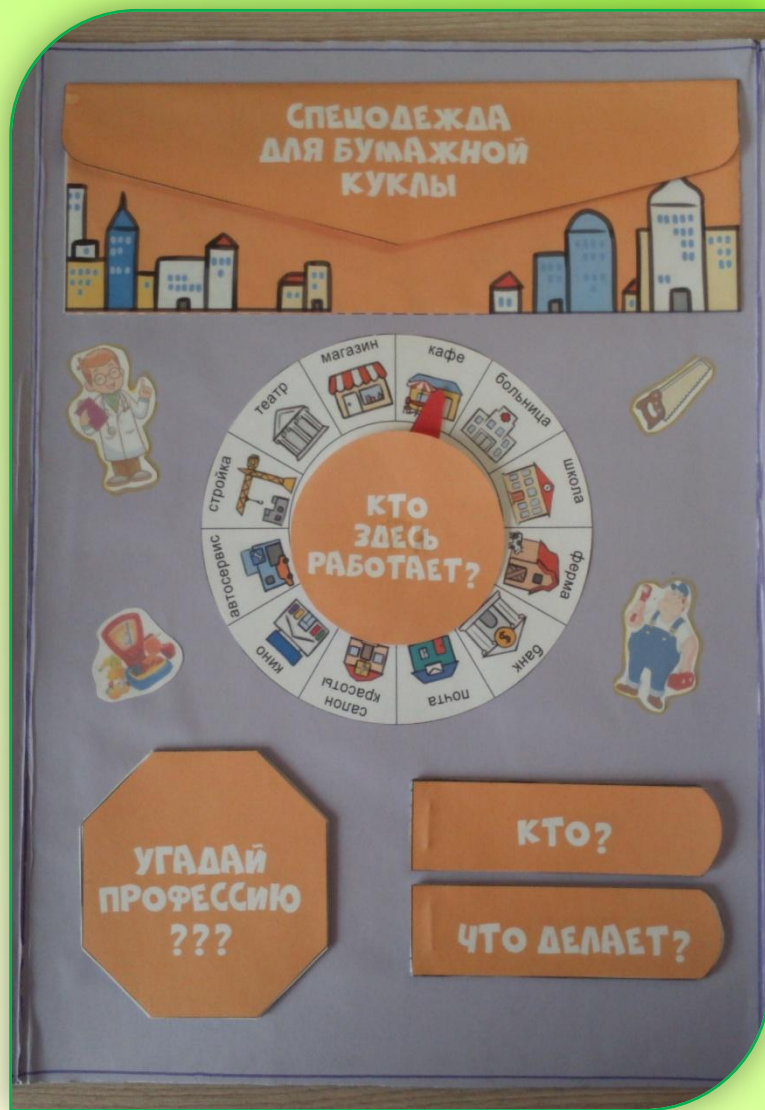 СПЕЦОДЕЖДА
ДЛЯ БУМАЖНОЙ
КУКЛЫ
магазин
кафе
больница
школа
ферма
банк
почта
салон
красоты
кино
автосервис
стройка
театр
КТО
ЗДЕСЬ
РАБОТАЕТ?
УГАДАЙ
ПРОФЕССИЮ
???
КТО?
ЧТО ДЕЛАЕТ?